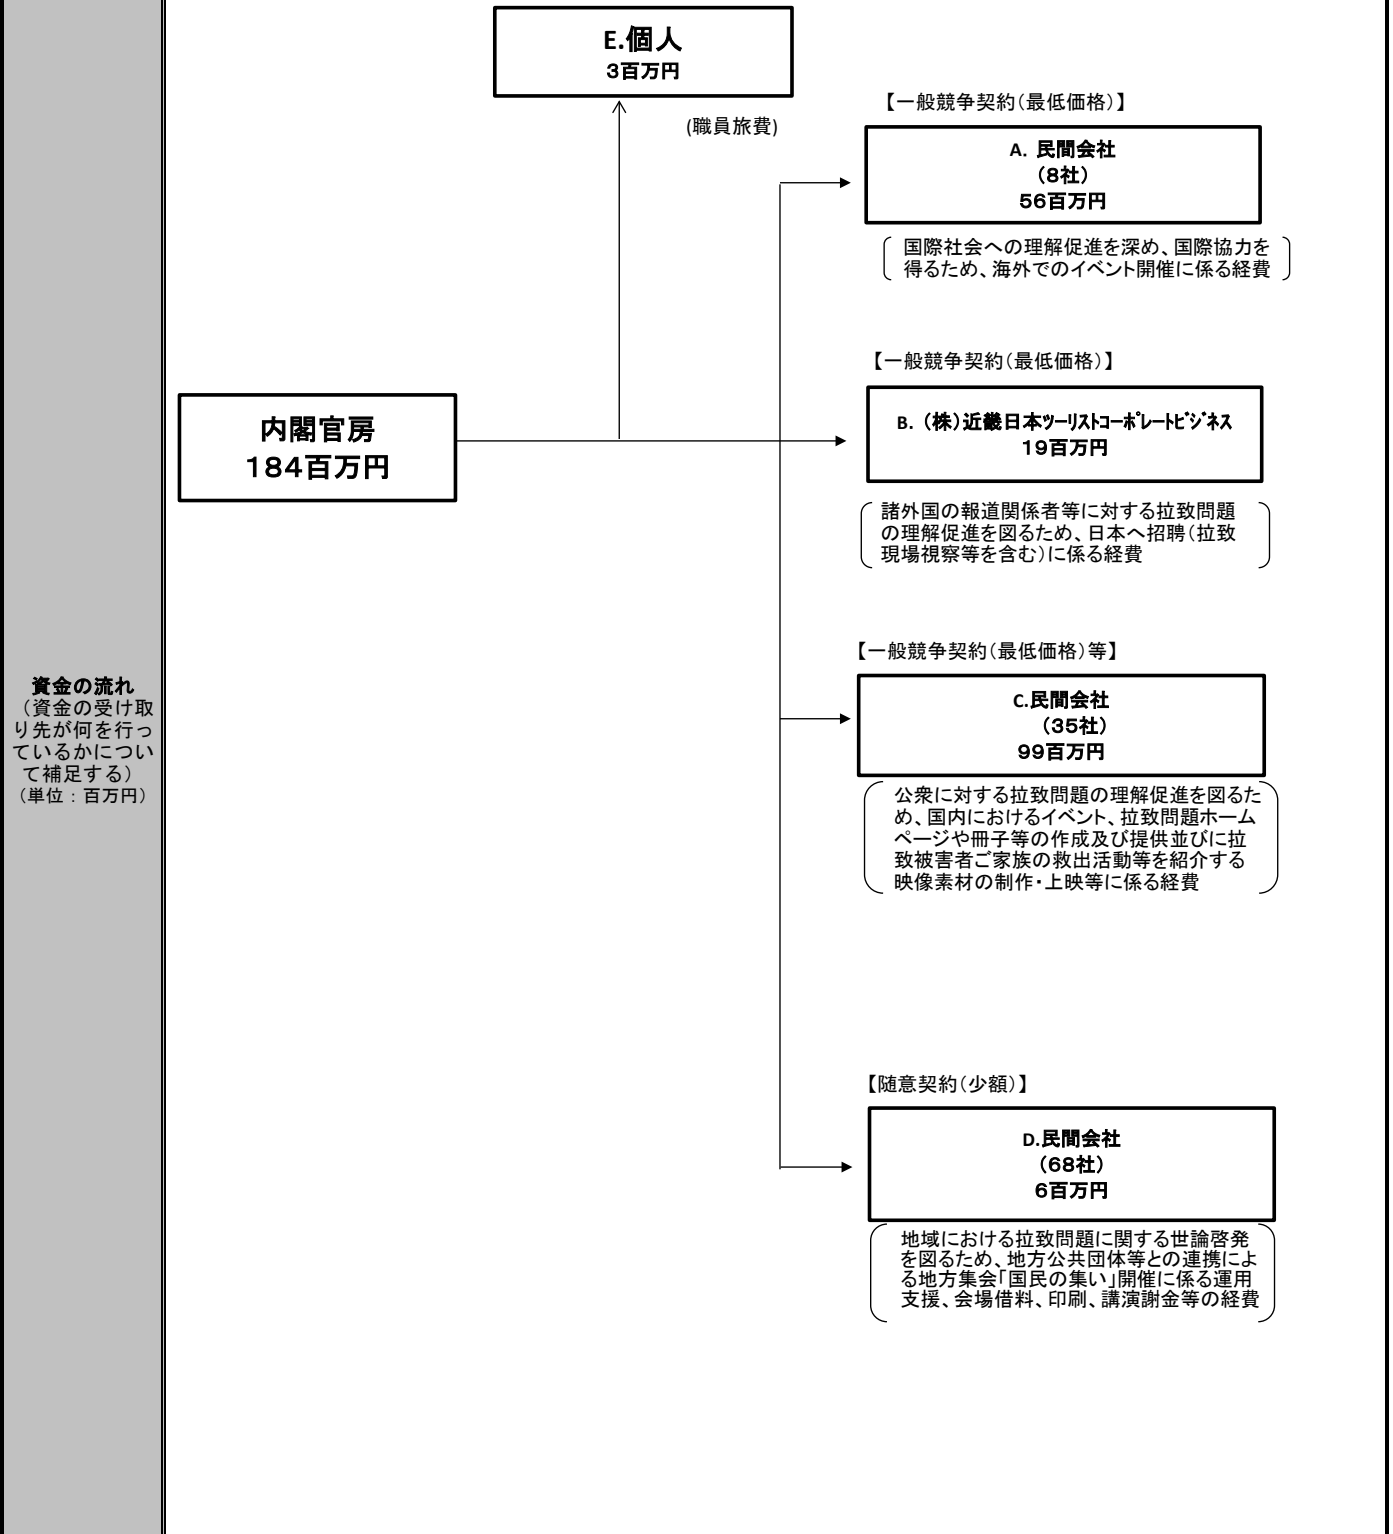 資金の流れ
（資金の受け取
り先が何を行っ
ているかについ
て補足する）
（単位：百万円）
E.個人
3百万円
(職員旅費)
内閣官房
184百万円
【一般競争契約（最低価格）】
A. 民間会社
（8社）
56百万円
国際社会への理解促進を深め、国際協力を
得るため、海外でのイベント開催に係る経費
【一般競争契約（最低価格）】
B. （株）近畿日本ﾂｰﾘｽﾄｺｰﾎﾟﾚｰﾄﾋﾞｼﾞﾈｽ
19百万円
諸外国の報道関係者等に対する拉致問題
の理解促進を図るため、日本へ招聘（拉致
現場視察等を含む）に係る経費
【一般競争契約（最低価格）等】
C.民間会社
（35社）
99百万円
公衆に対する拉致問題の理解促進を図るた
め、国内におけるイベント、拉致問題ホーム
ページや冊子等の作成及び提供並びに拉
致被害者ご家族の救出活動等を紹介する
映像素材の制作・上映等に係る経費
【随意契約（少額）】
D.民間会社
（68社）
6百万円
地域における拉致問題に関する世論啓発
を図るため、地方公共団体等との連携によ
る地方集会「国民の集い」開催に係る運用
支援、会場借料、印刷、講演謝金等の経費